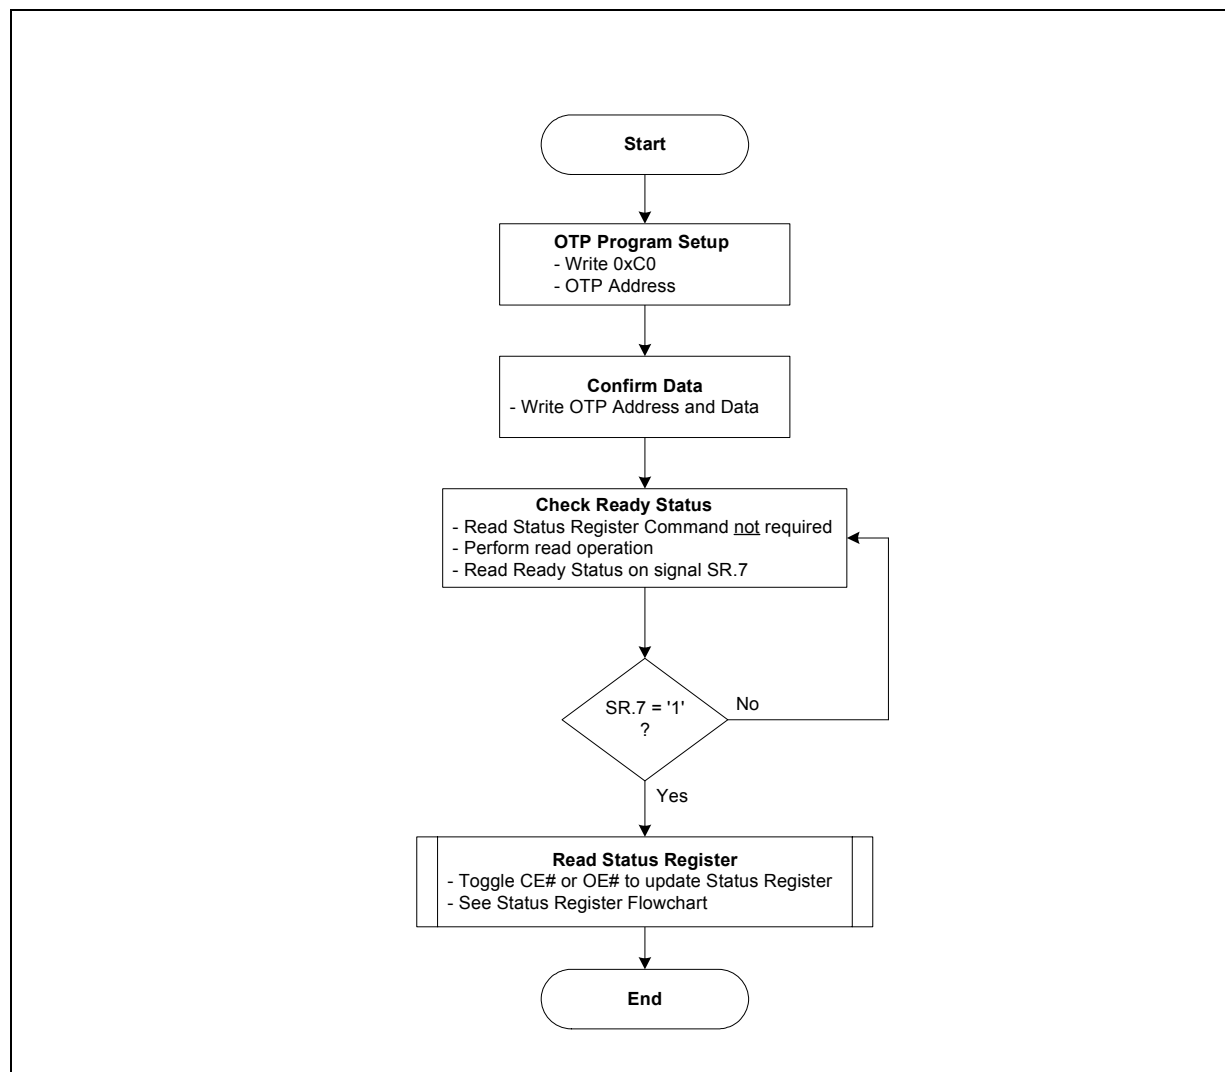 Start
OTP Program Setup
- Write 0xC0
- OTP Address
Confirm Data
- Write OTP Address and Data
Check Ready Status
- Read Status Register Command not required
- Perform read operation
- Read Ready Status on signal SR.7
SR.7 = '1'
?
No
Yes
Read Status Register
- Toggle CE# or OE# to update Status Register
- See Status Register Flowchart
End